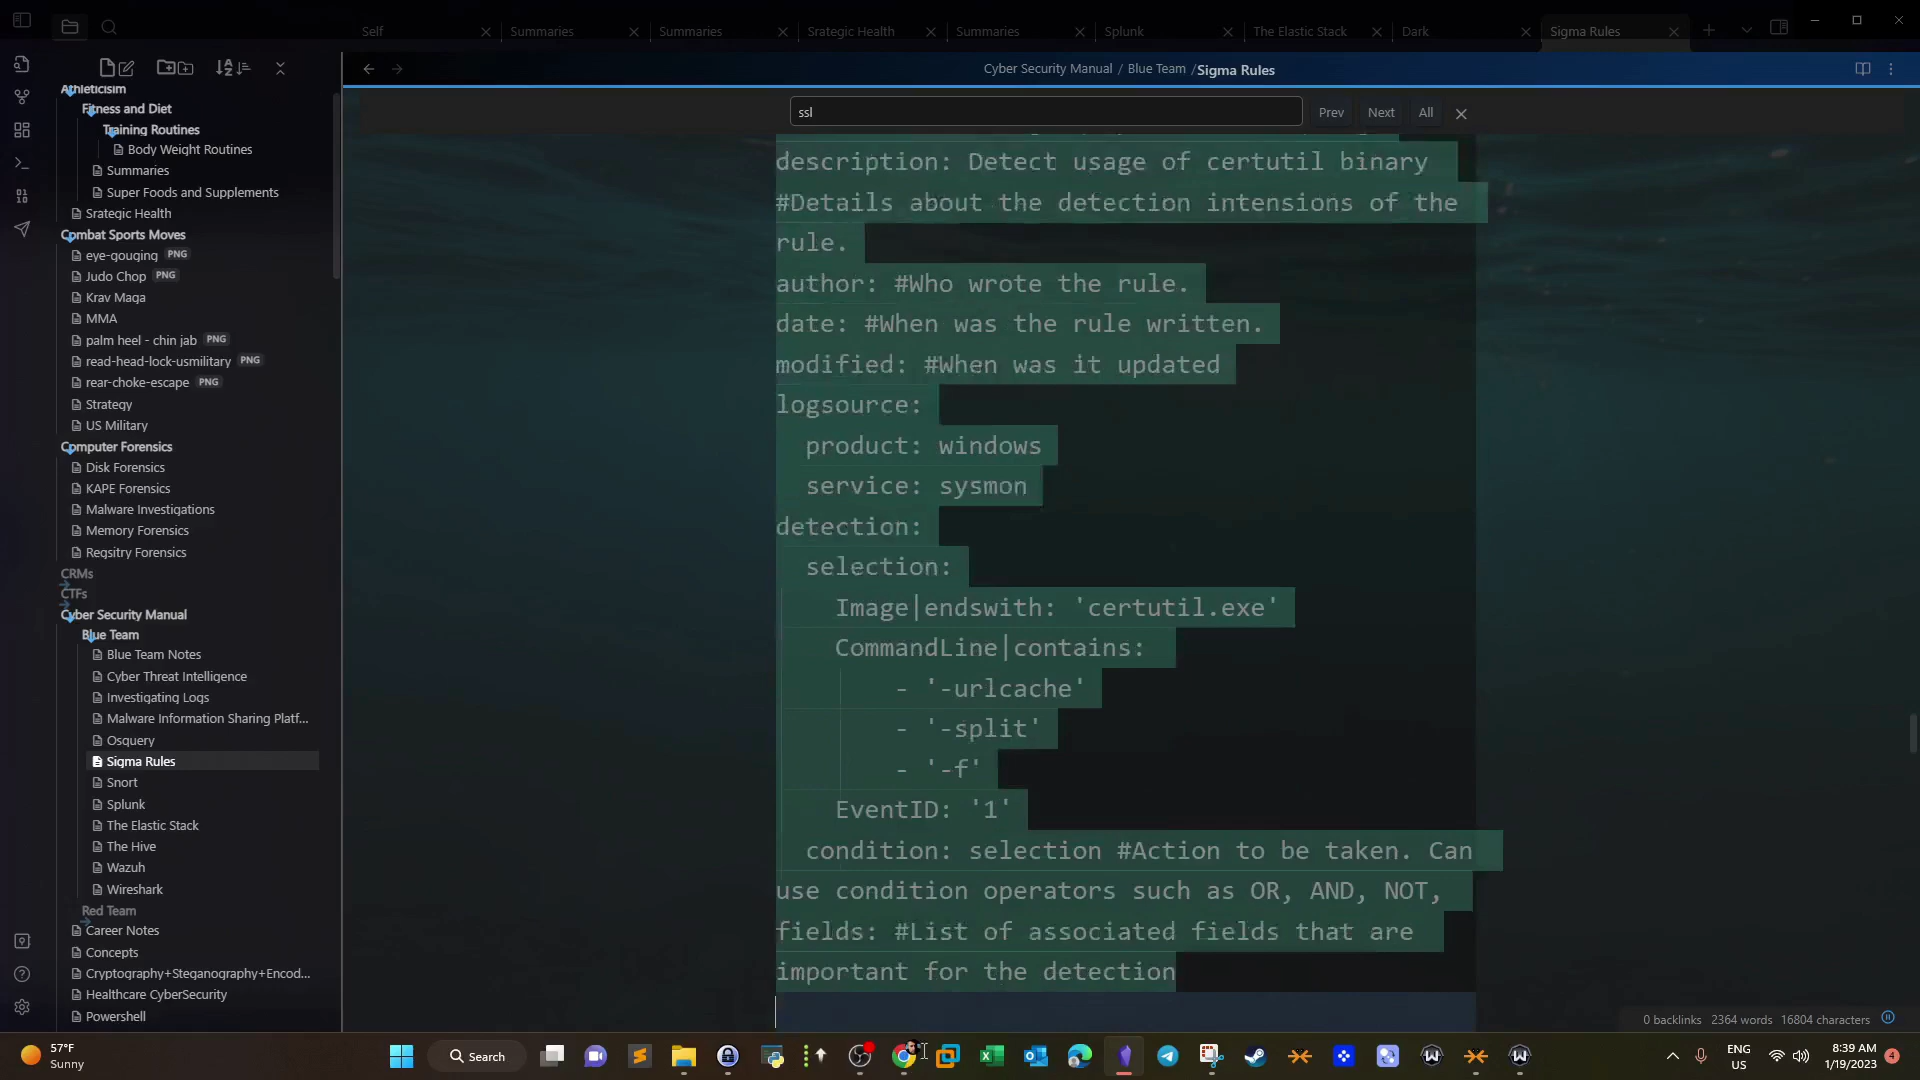 Self
Summaries
Summaries
Srategic Health
Summaries
Splunk
The Elastic Stack
Dark
Sigma Rules
Cyber Security Manual / Blue Team / Sigma Rules
ssl
Prev
Next
All
Athleticisim
Fitness and Diet
Training Routines
Body Weight Routines
Summaries
Super Foods and Supplements
Srategic Health
Combat Sports Moves
eye-gouging PNG
Judo Chop PNG
Krav Maga
MMA
palm heel - chin jab PNG
read-head-lock-usmilitary PNG
rear-choke-escape PNG
Strategy
US Military
Computer Forensics
Disk Forensics
KAPE Forensics
Malware Investigations
Memory Forensics
Regsitry Forensics
CRMs
CTFs
Cyber Security Manual
Blue Team
Blue Team Notes
Cyber Threat Intelligence
Investigating Logs
Malware Information Sharing Platf...
Osquery
Sigma Rules
Snort
Splunk
The Elastic Stack
The Hive
Wazuh
Wireshark
Red Team
Career Notes
Concepts
Cryptography+Steganography+Encod...
Healthcare CyberSecurity
Powershell
description: Detect usage of certutil binary
#Details about the detection intensions of the
rule.
author: #Who wrote the rule.
date: #When was the rule written.
modified: #When was it updated
logsource:
product: windows
service: sysmon
detection:
selection:
Image|endswith: 'certutil.exe'
CommandLine|contains:
- '-urlcache'
- '-split'
- '-f'
EventID: '1'
condition: selection #Action to be taken. Can
use condition operators such as OR, AND, NOT,
fields: #List of associated fields that are
important for the detection
0 backlinks 2364 words 16804 characters
57°F
Sunny
Search
ENG
US
8:39 AM
1/19/2023
4